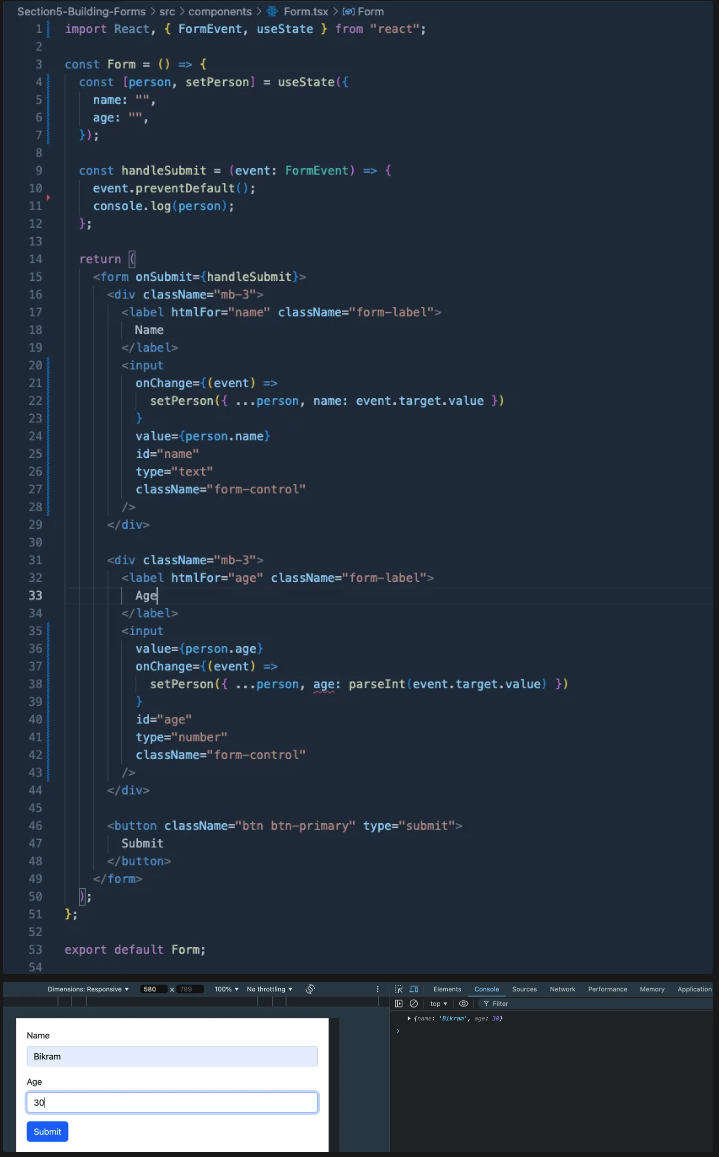 Section5-Building-Forms > src > components > Form.tsx > Form
1 import React, { FormEvent, useState } from "react";
2
3 const Form = () => {
4 const [person, setPerson] = useState({
5 name: "",
6 age: "",
7 });
8
9 const handleSubmit = (event: FormEvent) => {
10 event.preventDefault();
11 console.log(person);
12 };
13
14 return (
15 <form onSubmit={handleSubmit}>
16 <div className="mb-3">
17 <label htmlFor="name" className="form-label">
18 Name
19 </label>
20 <input
21 onChange={(event) =>
22 setPerson({ ...person, name: event.target.value })
23 }
24 value={person.name}
25 id="name"
26 type="text"
27 className="form-control"
28 />
29 </div>
30
31 <div className="mb-3">
32 <label htmlFor="age" className="form-label">
33 Age
34 </label>
35 <input
36 value={person.age}
37 onChange={(event) =>
38 setPerson({ ...person, age: parseInt(event.target.value) })
39 }
40 id="age"
41 type="number"
42 className="form-control"
43 />
44 </div>
45
46 <button className="btn btn-primary" type="submit">
47 Submit
48 </button>
49 </form>
50 );
51 };
52
53 export default Form;
54
Dimensions: Responsive 580 x 789 100% No throttling Elements Console Sources Network Performance Memory Application
top Filter
{name: 'Bikram', age: 30}
Name
Bikram
Age
30
Submit